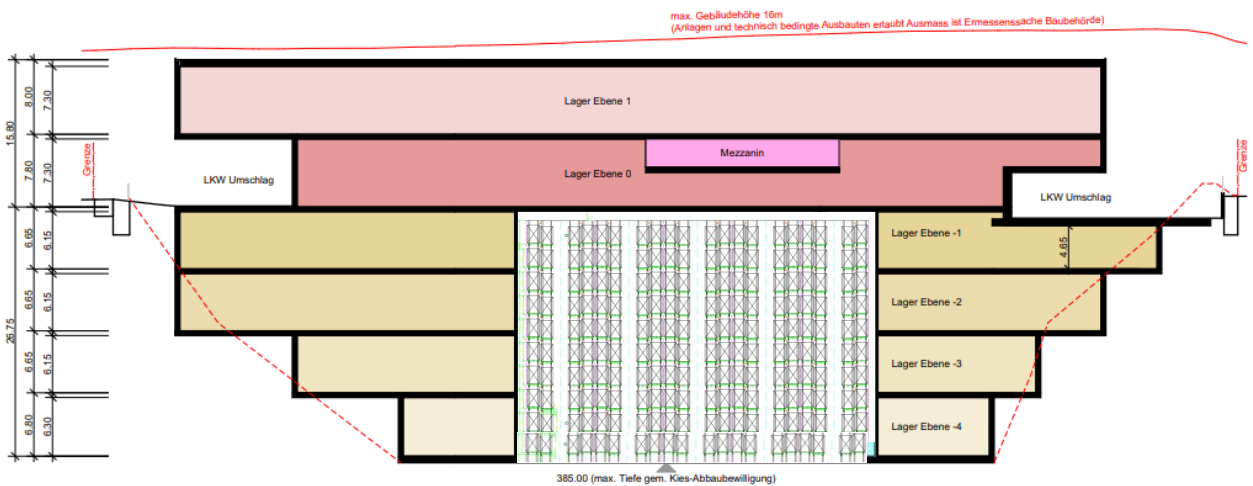 max. Gebäudehöhe 16m
(Anlagen und technisch bedingte Ausbauten erlaubt Ausmass ist Ermessenssache Baubehörde)
Lager Ebene 1
8.00
7.30
15.80
Mezzanin
Grenze
Grenze
7.80
7.30
LKW Umschlag
Lager Ebene 0
LKW Umschlag
6.65
6.15
Lager Ebene -1
4.65
6.65
6.15
Lager Ebene -2
26.75
6.65
6.15
Lager Ebene -3
6.80
6.30
Lager Ebene -4
385.00 (max. Tiefe gem. Kies-Abbaubewilligung)